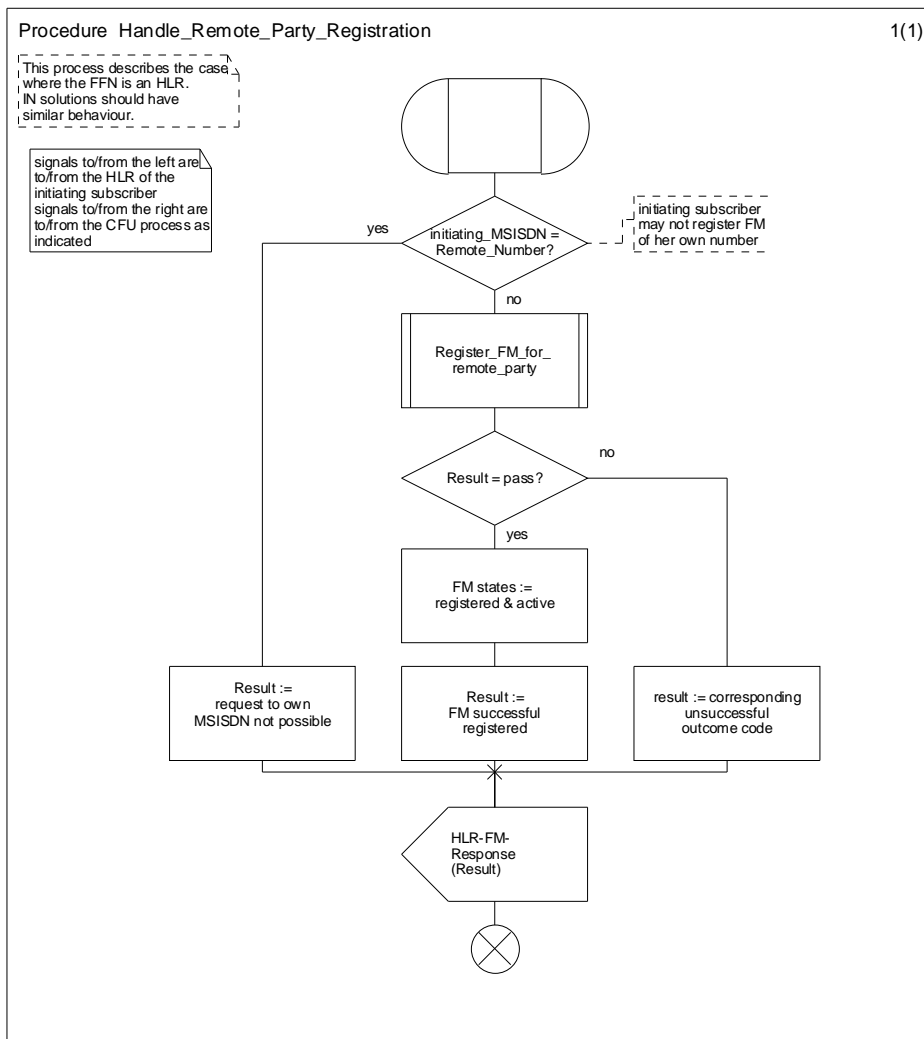 Procedure Handle_Remote_Party_Registration
1(1)
This process describes the case
where the FFN is an HLR.
IN solutions should have
similar behaviour.
signals to/from the left are
to/from the HLR of the
initiating subscriber
signals to/from the right are
to/from the CFU process as
indicated
yes
initiating_MSISDN =
Remote_Number?
initiating subscriber
may not register FM
of her own number
no
Register_FM_for_
remote_party
Result = pass?
no
yes
FM states :=
registered & active
Result :=
request to own
MSISDN not possible
Result :=
FM successful
registered
result := corresponding
unsuccessful
outcome code
HLR-FM-
Response
(Result)